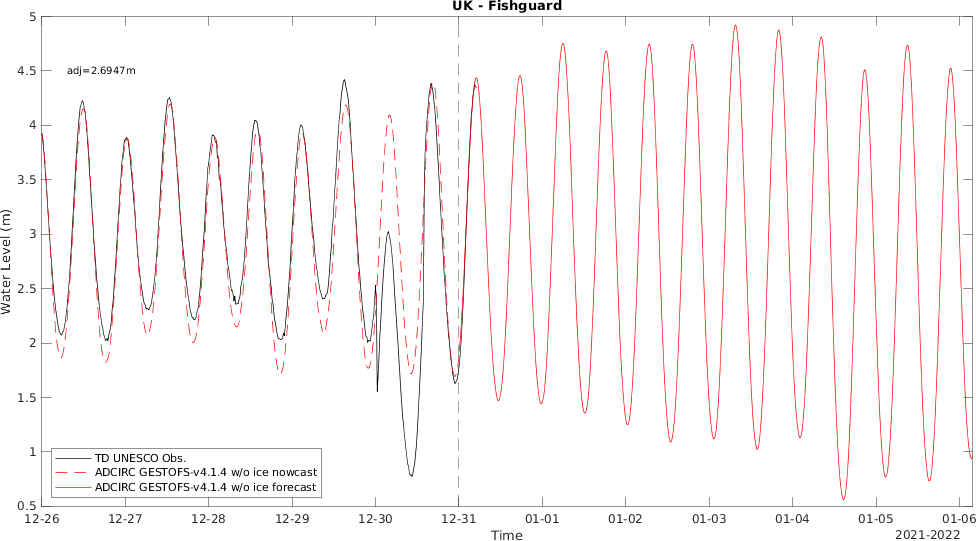 UK - Fishguard
adj=2.6947m
5
4.5
4
3.5
3
2.5
2
1.5
1
0.5
Water Level (m)
TD UNESCO Obs.
ADCIRC GESTOFS-v4.1.4 w/o ice nowcast
ADCIRC GESTOFS-v4.1.4 w/o ice forecast
12-26 12-27 12-28 12-29 12-30 12-31 01-01 01-02 01-03 01-04 01-05 01-06
Time
2021-2022